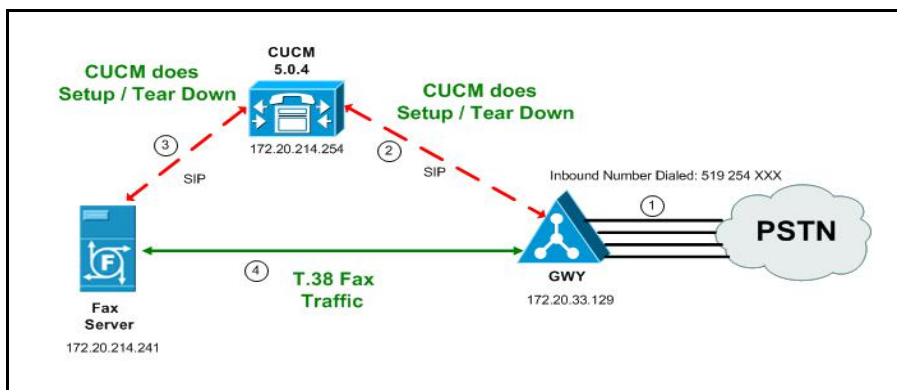 CUCM
5.0.4
CUCM does
Setup / Tear Down
CUCM does
Setup / Tear Down
172.20.214.254
3
2
SIP
SIP
Inbound Number Dialed: 519 254 XXX
1
PSTN
F
4
T.38 Fax
Traffic
GWY
172.20.33.129
Fax
Server
172.20.214.241